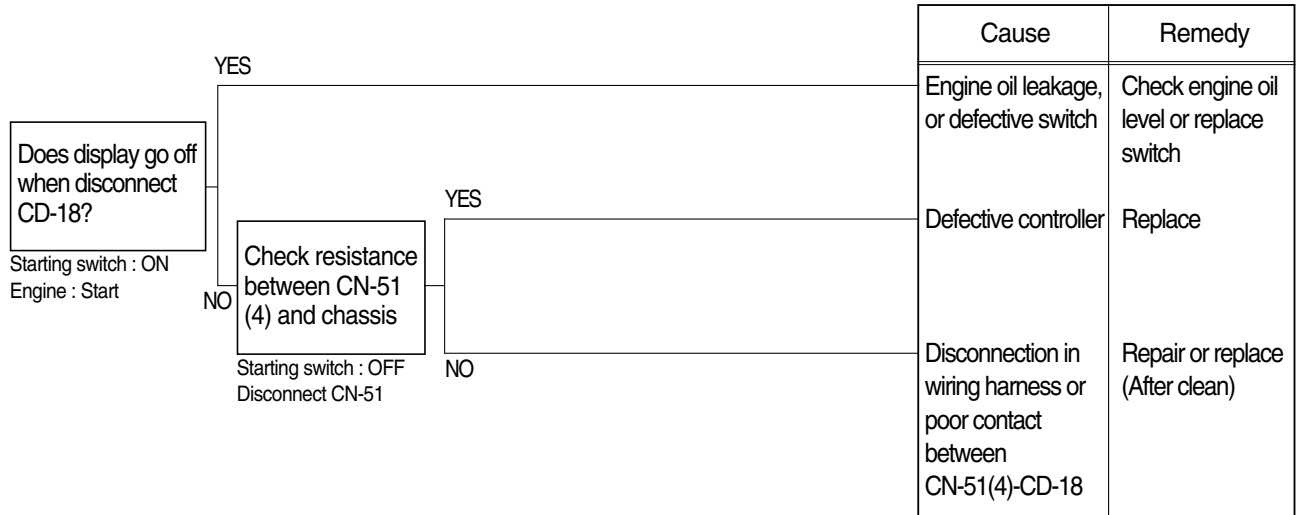 Cause
Remedy
YES
Engine oil leakage,
or defective switch
Check engine oil
level or replace
switch
Does display go off
when disconnect
CD-18?
Starting switch : ON
Engine : Start
NO
Check resistance
between CN-51
(4) and chassis
Starting switch : OFF
Disconnect CN-51
YES
Defective controller
Replace
NO
Disconnection in
wiring harness or
poor contact
between
CN-51(4)-CD-18
Repair or replace
(After clean)